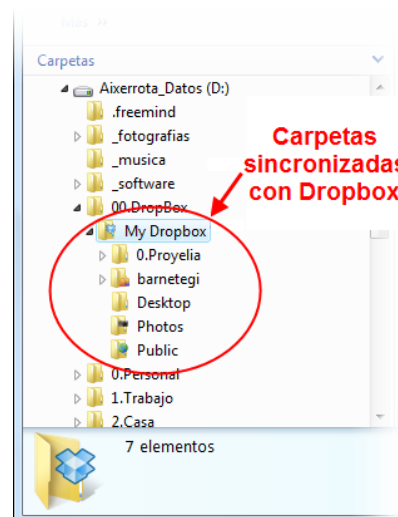 Más »
Carpetas
Aixerrota_Datos (D:)
.freemind
_fotografias
_musica
_software
00.DropBox
My Dropbox
0.Proyelia
barnetegi
Desktop
Photos
Public
0.Personal
1.Trabajo
2.Casa
Carpetas
sincronizadas
con Dropbox
7 elementos